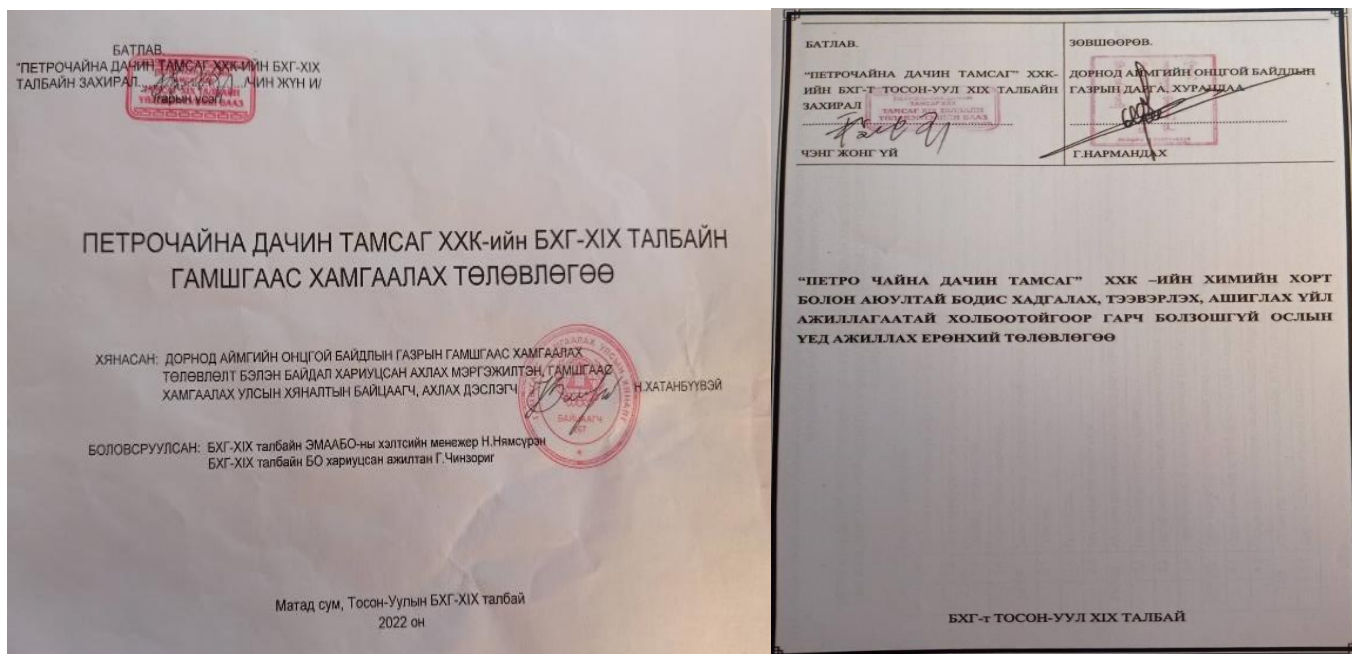 БАТЛАВ.
"ПЕТРОЧАЙНА ДАЧИН ТАМСАГ ХХК-ИЙН БХГ-XIX
ТАЛБАЙН ЗАХИРАЛ............/ЧИН ЖҮН И/
/гарын үсэг/
ПЕТРОЧАЙНА ДАЧИН ТАМСАГ ХХК-ийн БХГ-XIX ТАЛБАЙН
ГАМШГААС ХАМГААЛАХ ТӨЛӨВЛӨГӨӨ
ХЯНАСАН: ДОРНОД АЙМГИЙН ОНЦГОЙ БАЙДЛЫН ГАЗРЫН ГАМШГААС ХАМГААЛАХ
ТӨЛӨВЛӨЛТ БЭЛЭН БАЙДАЛ ХАРИУЦСАН АХЛАХ МЭРГЭЖИЛТЭН, ГАМШГААС
ХАМГААЛАХ УЛСЫН ХЯНАЛТЫН БАЙЦААГЧ, АХЛАХ ДЭСЛЭГЧ Н.ХАТАНБҮҮВЭЙ
БАЙЦААГЧ
БОЛОВСРУУЛСАН: БХГ-XIX талбайн ЭМААБО-ны хэлтсийн менежер Н.Нямсүрэн
БХГ-XIX талбайн БО хариуцсан ажилтан Г.Чинзориг
Матад сум, Тосон-Уулын БХГ-XIX талбай
2022 он
БАТЛАВ.
"ПЕТРОЧАЙНА ДАЧИН ТАМСАГ" ХХК-
ИЙН БХГ-Т ТОСОН-УУЛ XIX ТАЛБАЙН
ЗАХИРАЛ
ЧЭНГ ЖОНГ ҮЙ
ЗӨВШӨӨРӨВ.
ДОРНОД АЙМГИЙН ОНЦГОЙ БАЙДЛЫН
ГАЗРЫН ДАРГА, ХУРАНДАА
Г.НАРМАНДАХ
"ПЕТРО ЧАЙНА ДАЧИН ТАМСАГ" ХХК –ИЙН ХИМИЙН ХОРТ
БОЛОН АЮУЛТАЙ БОДИС ХАДГАЛАХ, ТЭЭВЭРЛЭХ, АШИГЛАХ ҮЙЛ
АЖИЛЛАГААТАЙ ХОЛБООТОЙГООР ГАРЧ БОЛЗОШГҮЙ ОСЛЫН
ҮЕД АЖИЛЛАХ ЕРӨНХИЙ ТӨЛӨВЛӨГӨӨ
БХГ-т ТОСОН-УУЛ XIX ТАЛБАЙ